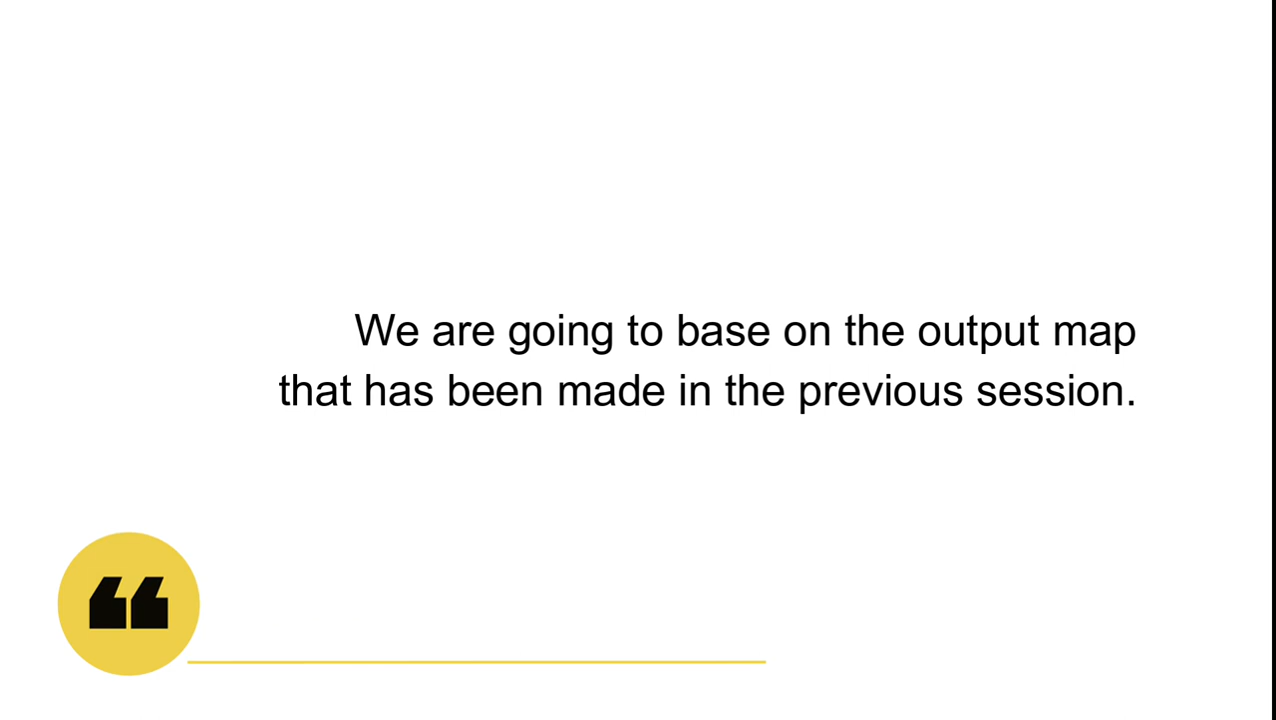 We are going to base on the output map
that has been made in the previous session.